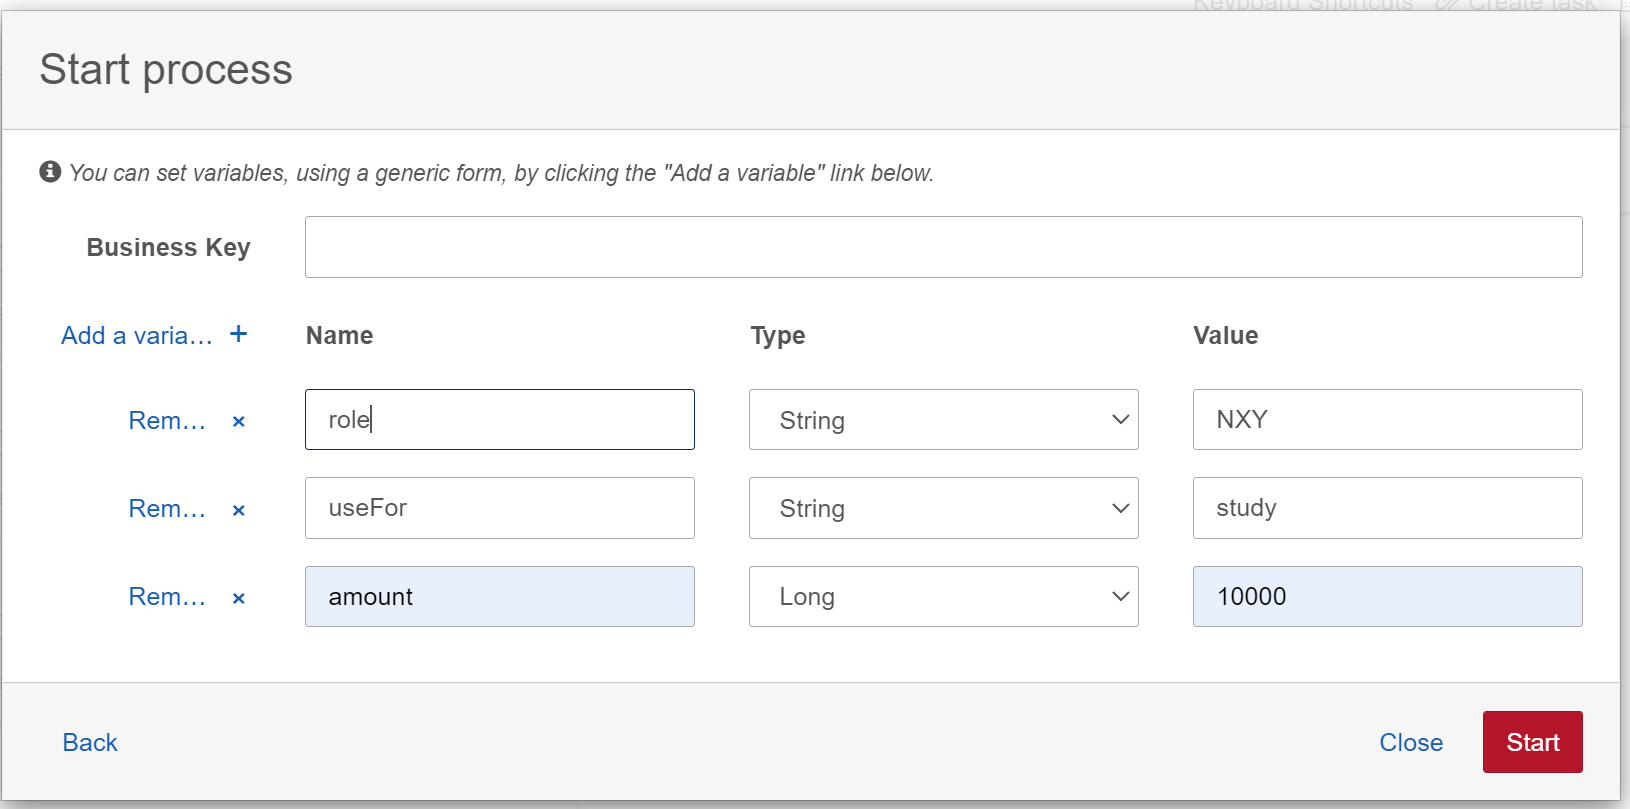 Keyboard Shortcuts Create task
Start process
You can set variables, using a generic form, by clicking the "Add a variable" link below.
Business Key
Add a varia... + Name Type Value
Rem... × role String NXY
Rem... × useFor String study
Rem... × amount Long 10000
Back Close Start